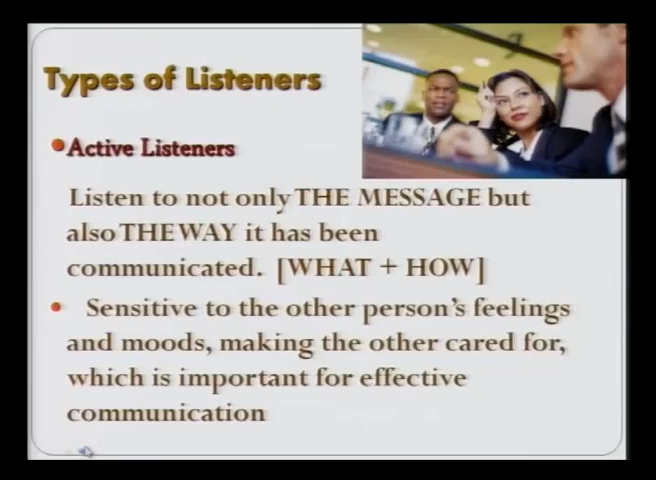 Types of Listeners
Active Listeners
Listen to not only THE MESSAGE but
also THE WAY it has been
communicated. [WHAT + HOW]
Sensitive to the other person's feelings
and moods, making the other cared for,
which is important for effective
communication